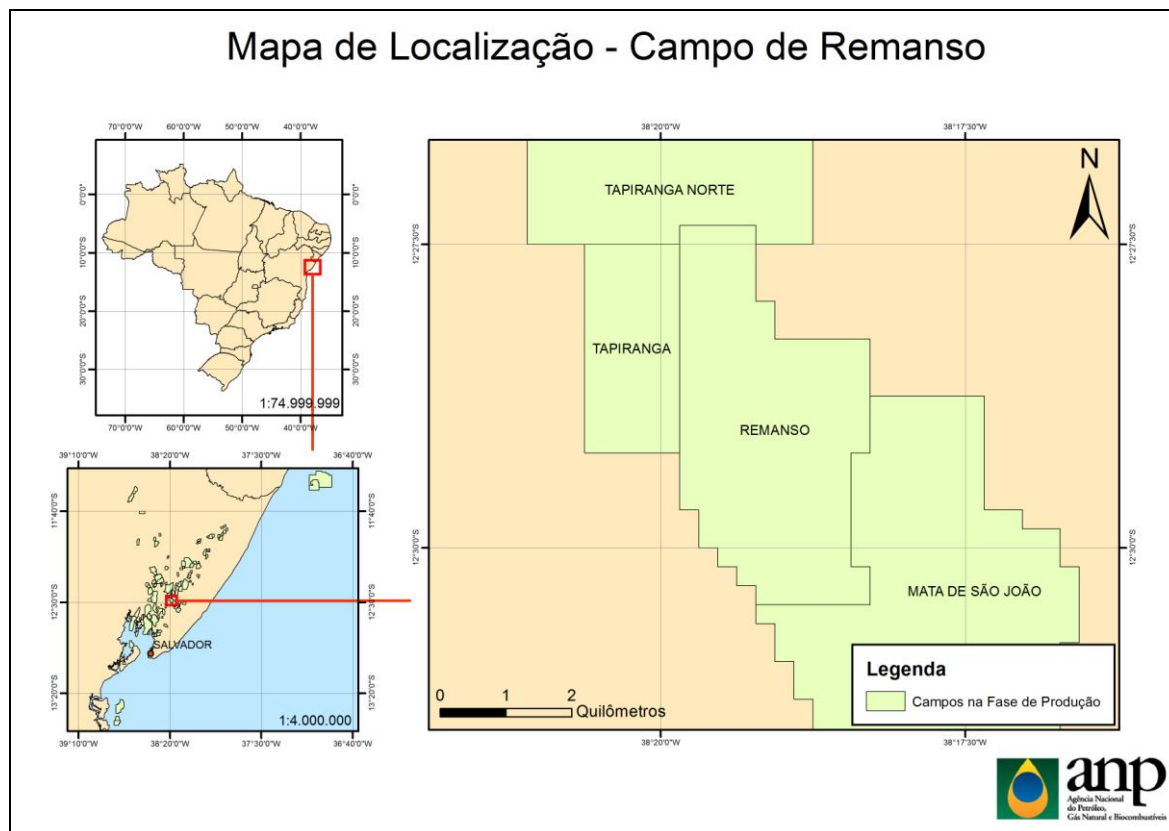 Mapa de Localização - Campo de Remanso
70°0'0"W 60°0'0"W 50°0'0"W 40°0'0"W
0°0'0" 0°0'0"
10°0'0"S 10°0'0"S
20°0'0"S 20°0'0"S
30°0'0"S 30°0'0"S
1:74.999.999
70°0'0"W 60°0'0"W 50°0'0"W 40°0'0"W
39°10'0"W 38°20'0"W 37°30'0"W 36°40'0"W
11°40'0"S 11°40'0"S
12°30'0"S 12°30'0"S
SALVADOR
13°20'0"S 13°20'0"S
1:4.000.000
39°10'0"W 38°20'0"W 37°30'0"W 36°40'0"W
38°20'0"W 38°17'30"W
N
TAPIRANGA NORTE
12°27'30"S 12°27'30"S
TAPIRANGA
REMANSO
12°30'0"S 12°30'0"S
MATA DE SÃO JOÃO
Legenda
Campos na Fase de Produção
0 1 2
Quilômetros
38°20'0"W 38°17'30"W
anp
Agência Nacional
do Petróleo,
Gás Natural e Biocombustíveis